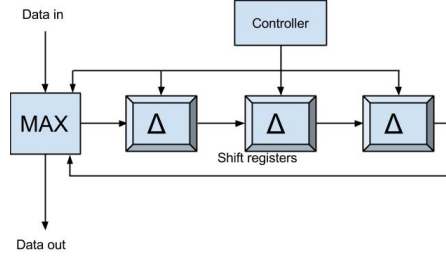 Data in
Controller
MAX
Δ
Δ
Δ
Shift registers
Data out